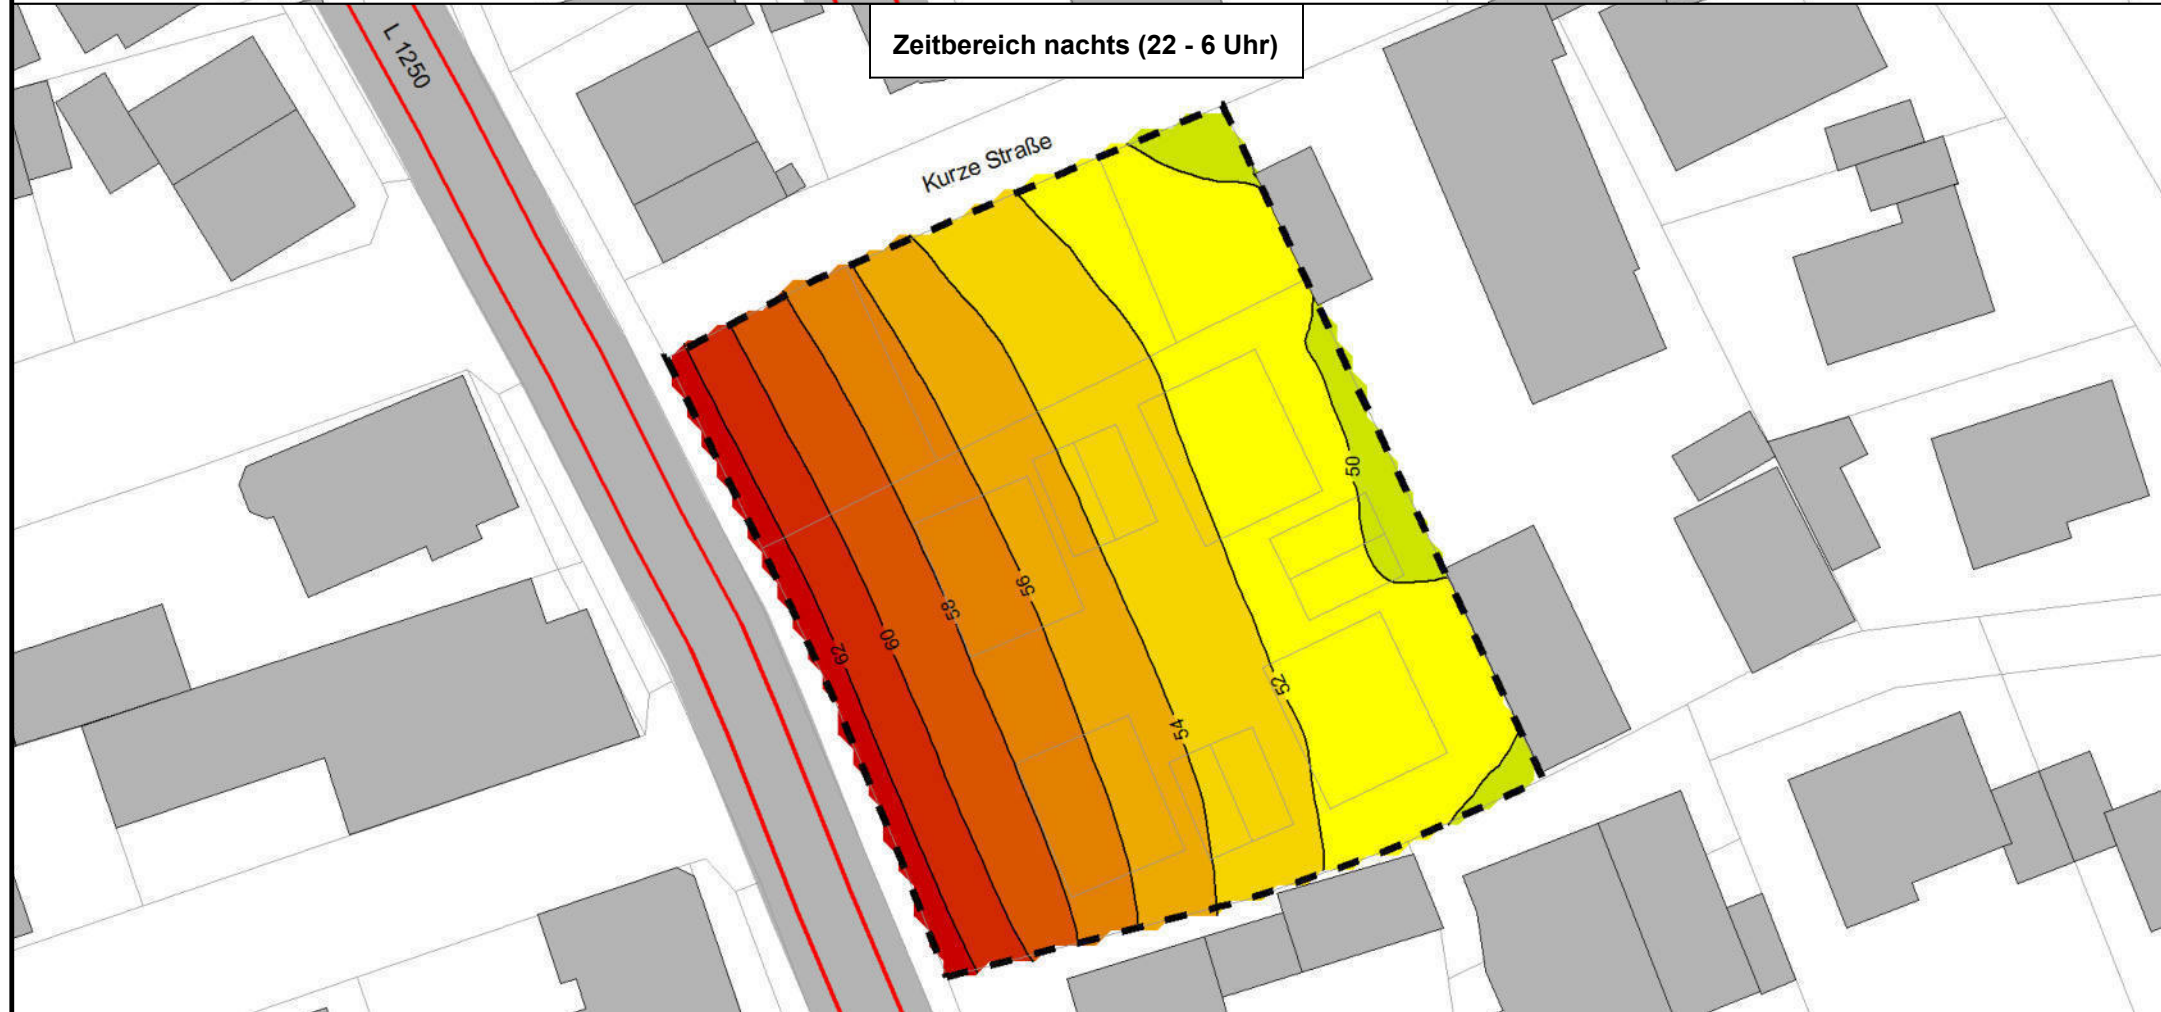 L 1250
Zeitbereich nachts (22 - 6 Uhr)
Kurze Straße
50
56
58
60
62
52
54